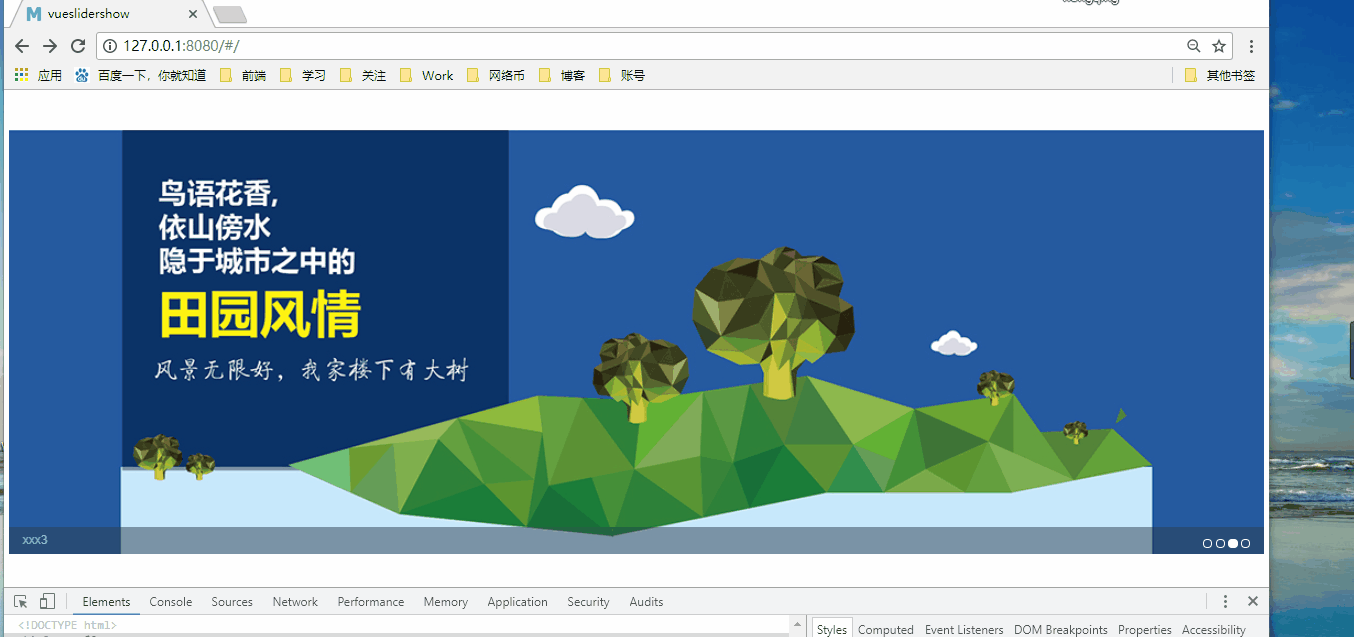 vueslidershow
127.0.0.1:8080/#/
应用 百度一下，你就知道 前端 学习 关注 Work 网络币 博客 账号 其他书签
鸟语花香,
依山傍水
隐于城市之中的
田园风情
风景无限好，我家楼下有大树
xxx3
Elements Console Sources Network Performance Memory Application Security Audits
<!DOCTYPE html>
Styles Computed Event Listeners DOM Breakpoints Properties Accessibility